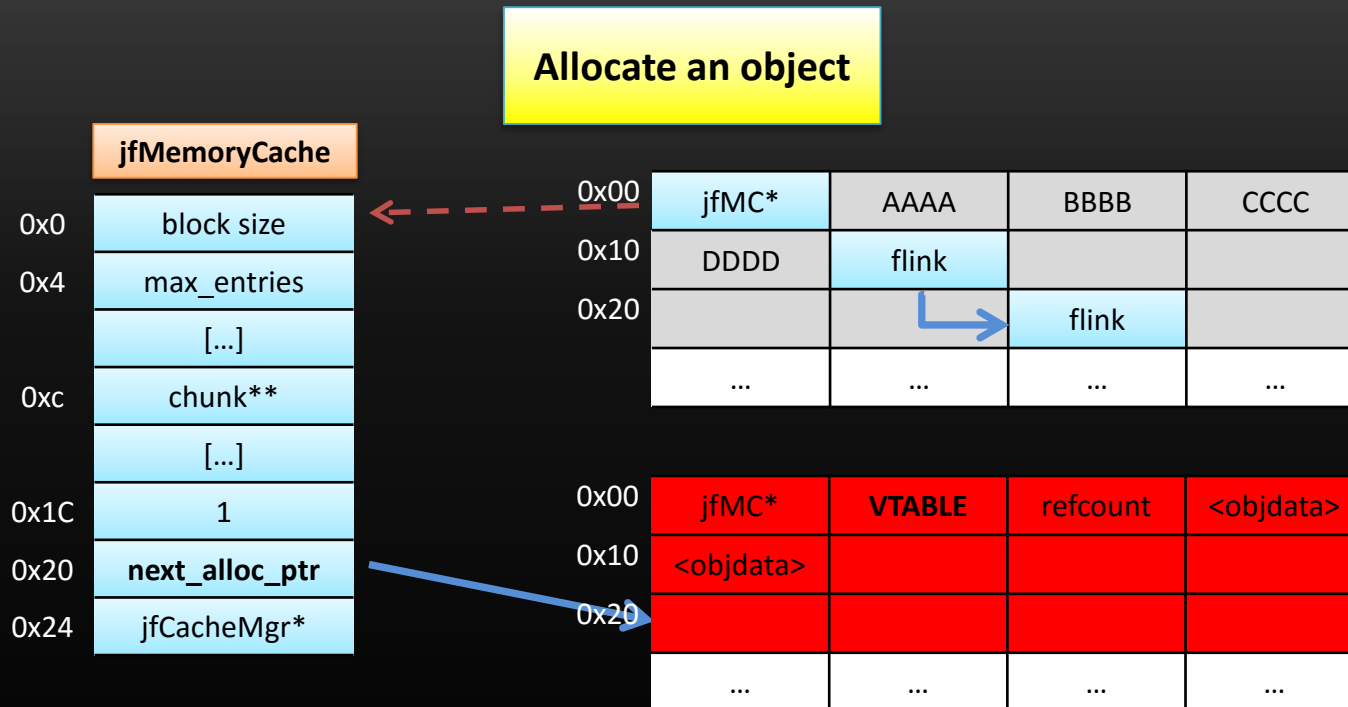 Allocate an object
jfMemoryCache
0x0 block size
0x4 max_entries
[…]
0xc chunk**
[…]
0x1C 1
0x20 next_alloc_ptr
0x24 jfCacheMgr*
0x00 jfMC* AAAA BBBB CCCC
0x10 DDDD flink
0x20 flink
... ... ... ...
0x00 jfMC* VTABLE refcount <objdata>
0x10 <objdata>
0x20
... ... ... ...